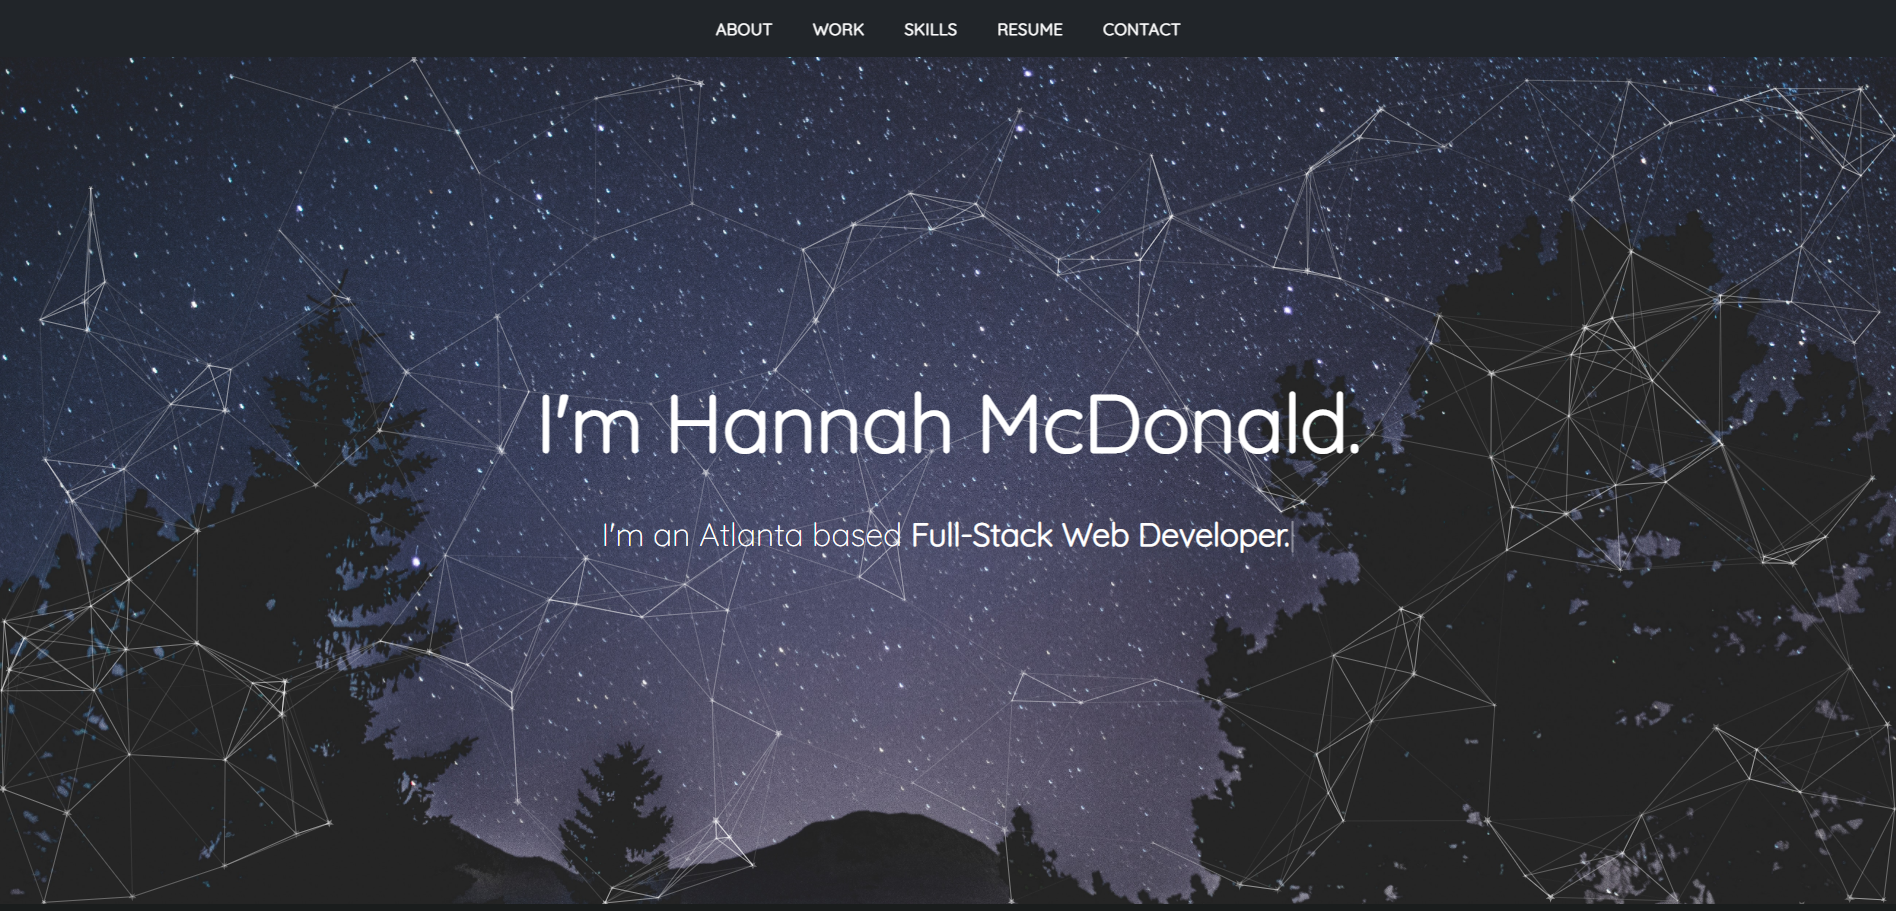 ABOUT WORK SKILLS RESUME CONTACT
I'm Hannah McDonald.
I'm an Atlanta based Full-Stack Web Developer.